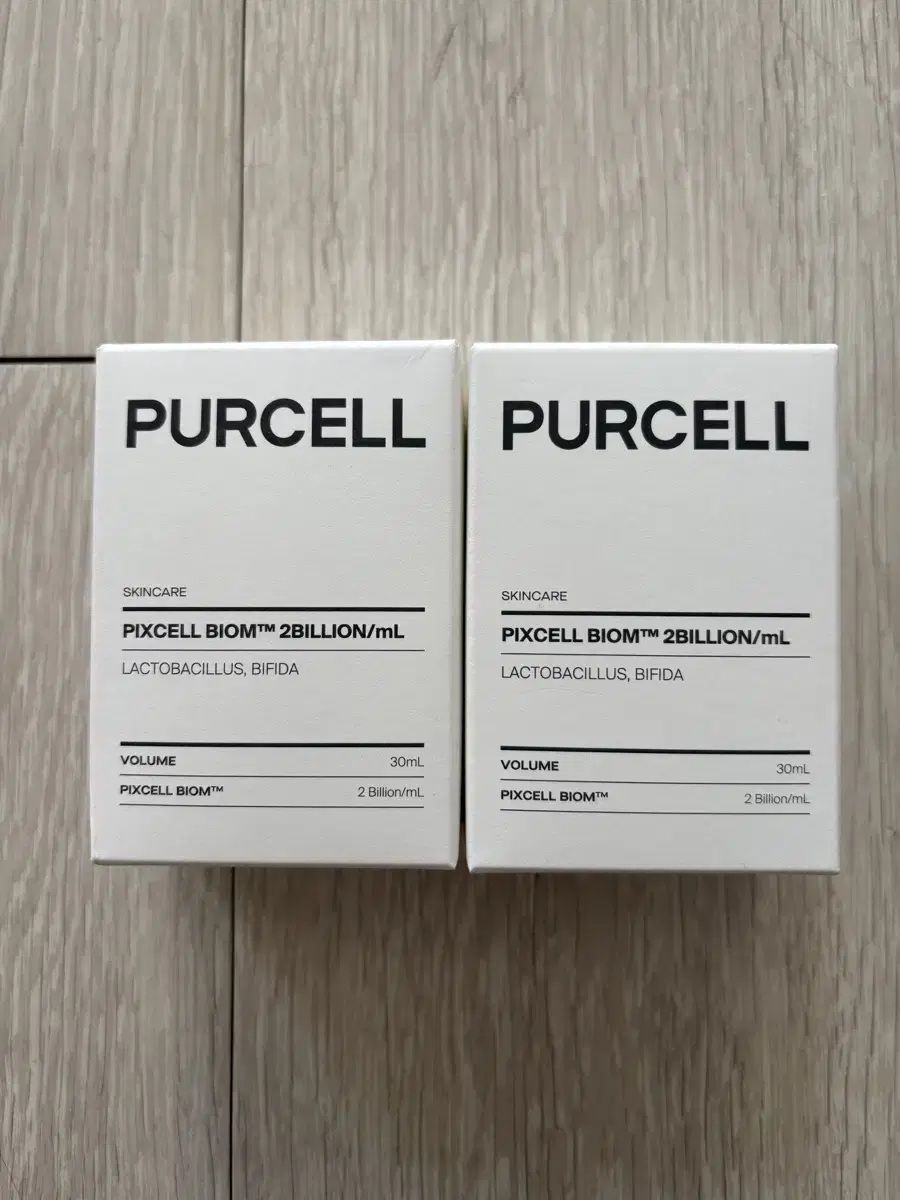 PURCELL
SKINCARE
PIXCELL BIOM™ 2BILLION/mL
LACTOBACILLUS, BIFIDA
VOLUME 30mL
PIXCELL BIOM™ 2 Billion/mL
PURCELL
SKINCARE
PIXCELL BIOM™ 2BILLION/mL
LACTOBACILLUS, BIFIDA
VOLUME 30mL
PIXCELL BIOM™ 2 Billion/mL